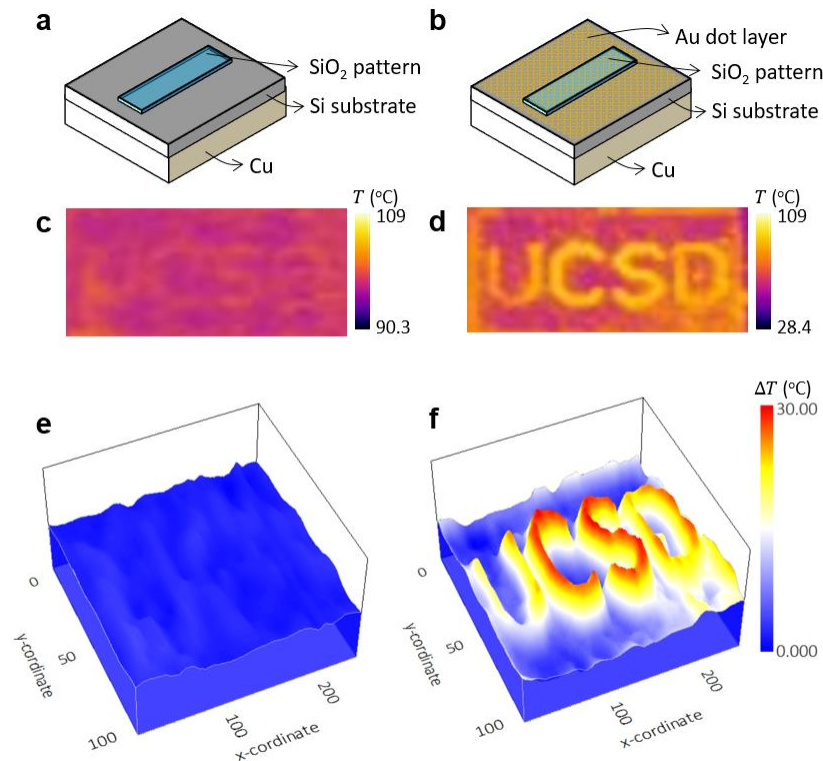 a
SiO₂ pattern
Si substrate
Cu
b
Au dot layer
SiO₂ pattern
Si substrate
Cu
c
T (°C)
109
90.3
d
UCSD
T (°C)
109
28.4
e
0
50
100
y-cordinate
100
200
x-cordinate
f
0
50
100
y-cordinate
100
200
x-cordinate
ΔT (°C)
30.00
0.000